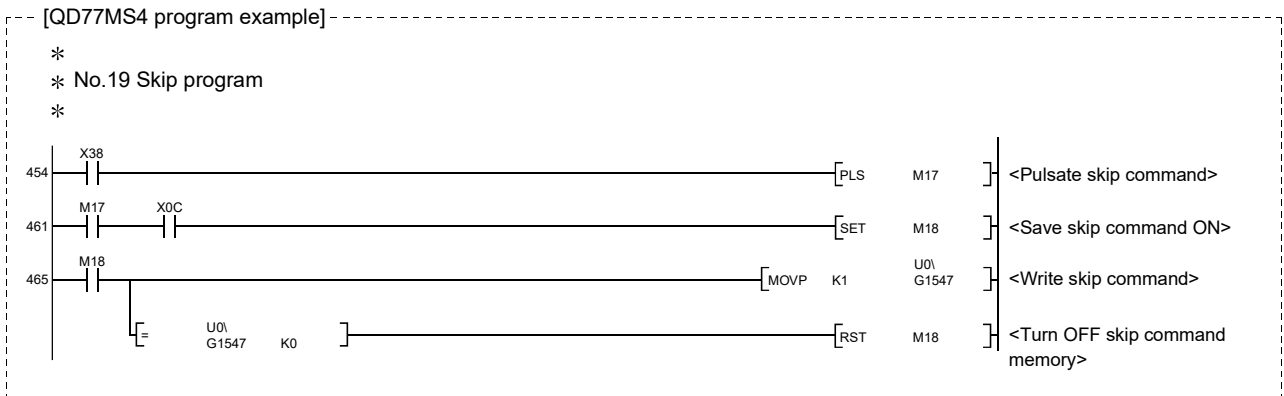 [QD77MS4 program example]
*
* No.19 Skip program
*
X38
454 PLS M17 <Pulsate skip command>
M17 X0C
461 SET M18 <Save skip command ON>
M18
465 MOVP K1 U0\ G1547 <Write skip command>
= U0\ G1547 K0 RST M18 <Turn OFF skip command
memory>